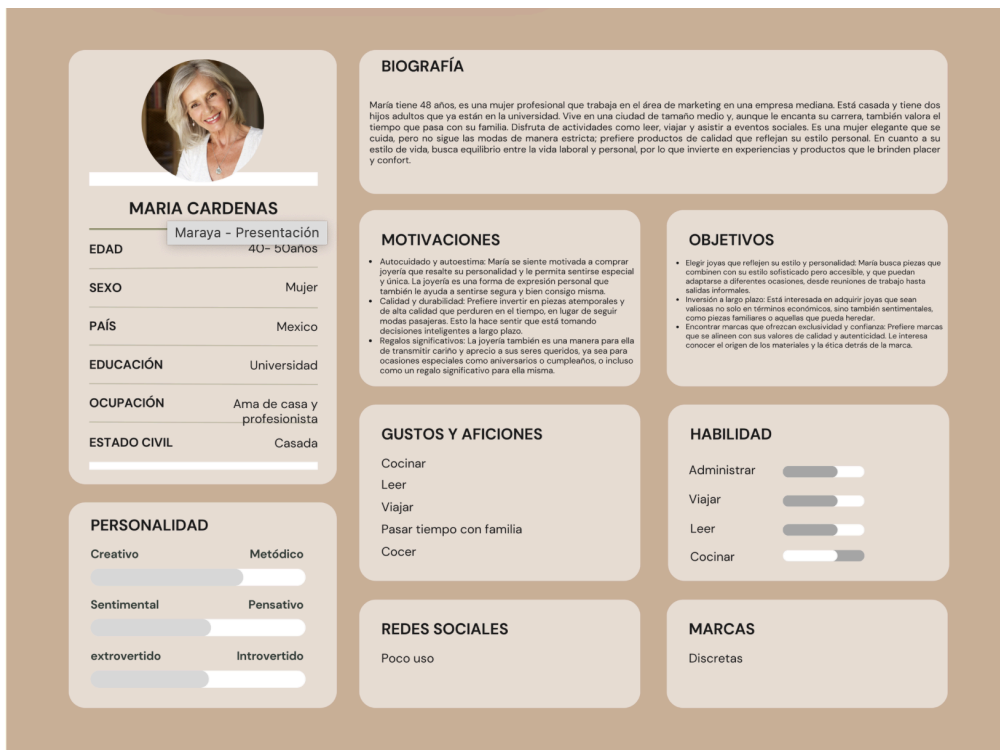 MARIA CARDENAS
Maraya - Presentación
EDAD
40- 50años
SEXO
Mujer
PAÍS
Mexico
EDUCACIÓN
Universidad
OCUPACIÓN
Ama de casa y
profesionista
ESTADO CIVIL
Casada
PERSONALIDAD
Creativo
Metódico
Sentimental
Pensativo
extrovertido
Introvertido
BIOGRAFÍA
María tiene 48 años, es una mujer profesional que trabaja en el área de marketing en una empresa mediana. Está casada y tiene dos
hijos adultos que ya están en la universidad. Vive en una ciudad de tamaño medio y, aunque le encanta su carrera, también valora el
tiempo que pasa con su familia. Disfruta de actividades como leer, viajar y asistir a eventos sociales. Es una mujer elegante que se
cuida, pero no sigue las modas de manera estricta; prefiere productos de calidad que reflejan su estilo personal. En cuanto a su
estilo de vida, busca equilibrio entre la vida laboral y personal, por lo que invierte en experiencias y productos que le brinden placer
y confort.
MOTIVACIONES
• Autocuidado y autoestima: María se siente motivada a comprar
joyería que resalte su personalidad y le permita sentirse especial
y única. La joyería es una forma de expresión personal que
también le ayuda a sentirse segura y bien consigo misma.
• Calidad y durabilidad: Prefiere invertir en piezas atemporales y
de alta calidad que perduren en el tiempo, en lugar de seguir
modas pasajeras. Esto la hace sentir que está tomando
decisiones inteligentes a largo plazo.
• Regalos significativos: La joyería también es una manera para ella
de transmitir cariño y aprecio a sus seres queridos, ya sea para
ocasiones especiales como aniversarios o cumpleaños, o incluso
como un regalo significativo para ella misma.
OBJETIVOS
• Elegir joyas que reflejen su estilo y personalidad: María busca piezas que
combinen con su estilo sofisticado pero accesible, y que puedan
adaptarse a diferentes ocasiones, desde reuniones de trabajo hasta
salidas informales.
• Inversión a largo plazo: Está interesada en adquirir joyas que sean
valiosas no solo en términos económicos, sino también sentimentales,
como piezas familiares o aquellas que pueda heredar.
• Encontrar marcas que ofrezcan exclusividad y confianza: Prefiere marcas
que se alineen con sus valores de calidad y autenticidad. Le interesa
conocer el origen de los materiales y la ética detrás de la marca.
GUSTOS Y AFICIONES
Cocinar
Leer
Viajar
Pasar tiempo con familia
Cocer
HABILIDAD
Administrar
Viajar
Leer
Cocinar
REDES SOCIALES
Poco uso
MARCAS
Discretas